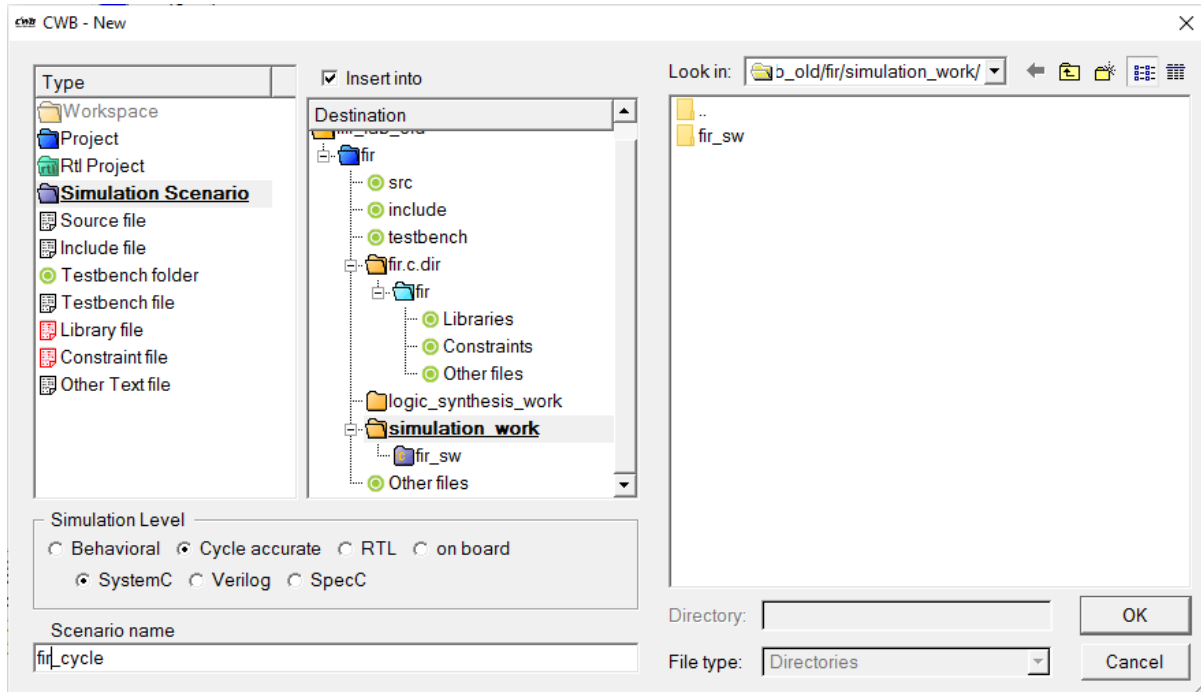 CWB - New
Type
Workspace
Project
Rtl Project
Simulation Scenario
Source file
Include file
Testbench folder
Testbench file
Library file
Constraint file
Other Text file
Insert into
Destination
fir
src
include
testbench
fir.c.dir
fir
Libraries
Constraints
Other files
logic_synthesis_work
simulation_work
fir_sw
Other files
Simulation Level
Behavioral Cycle accurate RTL on board
SystemC Verilog SpecC
Scenario name
fir_cycle
Look in: b_old/fir/simulation_work/
..
fir_sw
Directory:
OK
File type: Directories
Cancel